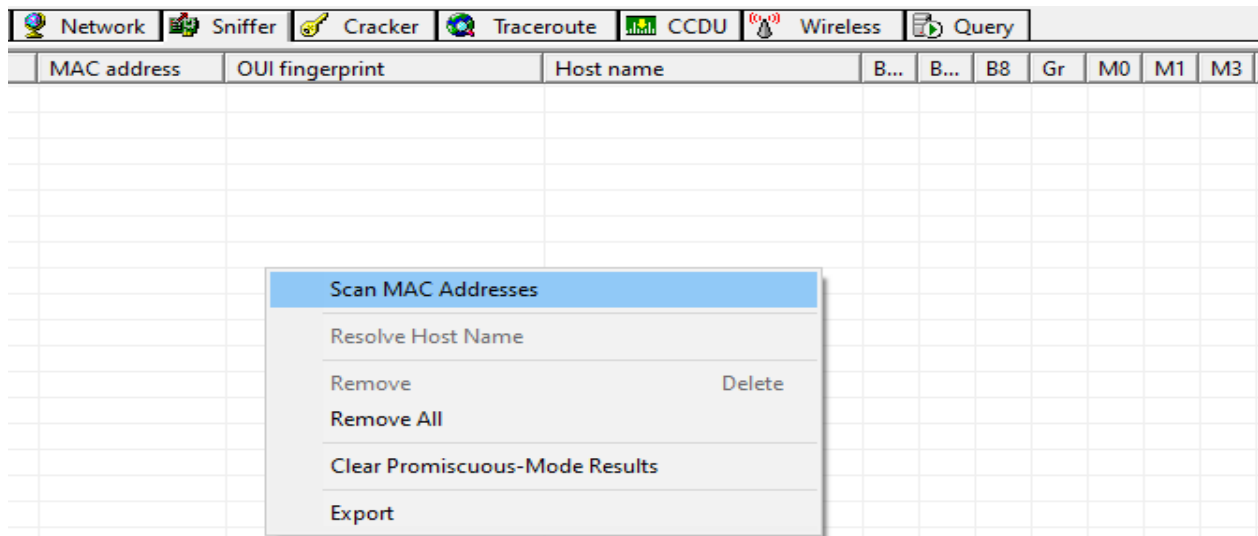 Network Sniffer Cracker Traceroute CCDU Wireless Query
MAC address OUI fingerprint Host name B... B... B8 Gr M0 M1 M3
Scan MAC Addresses
Resolve Host Name
Remove Delete
Remove All
Clear Promiscuous-Mode Results
Export